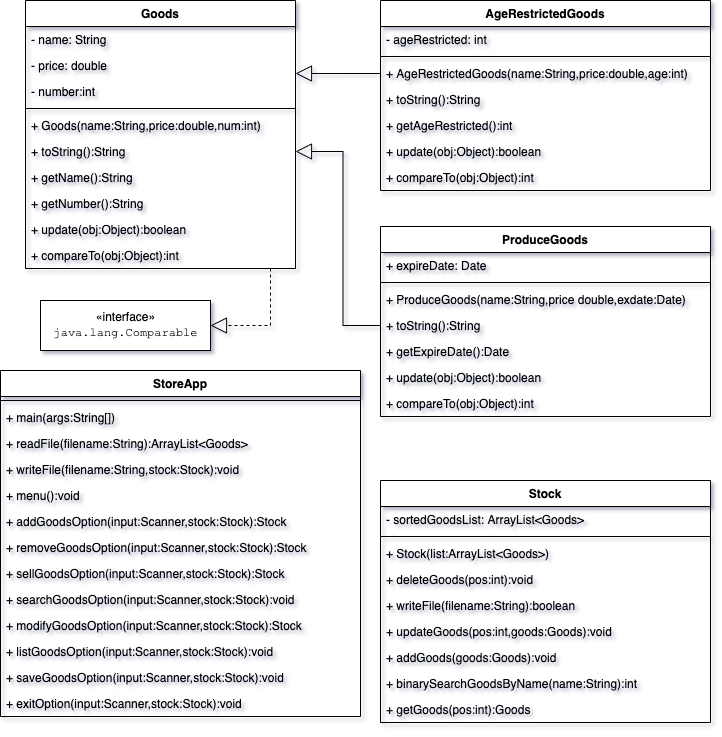 Goods
- name: String
- price: double
- number:int
+ Goods(name:String,price:double,num:int)
+ toString():String
+ getName():String
+ getNumber():String
+ update(obj:Object):boolean
+ compareTo(obj:Object):int
«interface»
java.lang.Comparable
AgeRestrictedGoods
- ageRestricted: int
+ AgeRestrictedGoods(name:String,price:double,age:int)
+ toString():String
+ getAgeRestricted():int
+ update(obj:Object):boolean
+ compareTo(obj:Object):int
ProduceGoods
+ expireDate: Date
+ ProduceGoods(name:String,price double,exdate:Date)
+ toString():String
+ getExpireDate():Date
+ update(obj:Object):boolean
+ compareTo(obj:Object):int
StoreApp
+ main(args:String[])
+ readFile(filename:String):ArrayList<Goods>
+ writeFile(filename:String,stock:Stock):void
+ menu():void
+ addGoodsOption(input:Scanner,stock:Stock):Stock
+ removeGoodsOption(input:Scanner,stock:Stock):Stock
+ sellGoodsOption(input:Scanner,stock:Stock):Stock
+ searchGoodsOption(input:Scanner,stock:Stock):void
+ modifyGoodsOption(input:Scanner,stock:Stock):Stock
+ listGoodsOption(input:Scanner,stock:Stock):void
+ saveGoodsOption(input:Scanner,stock:Stock):void
+ exitOption(input:Scanner,stock:Stock):void
Stock
- sortedGoodsList: ArrayList<Goods>
+ Stock(list:ArrayList<Goods>)
+ deleteGoods(pos:int):void
+ writeFile(filename:String):boolean
+ updateGoods(pos:int,goods:Goods):void
+ addGoods(goods:Goods):void
+ binarySearchGoodsByName(name:String):int
+ getGoods(pos:int):Goods